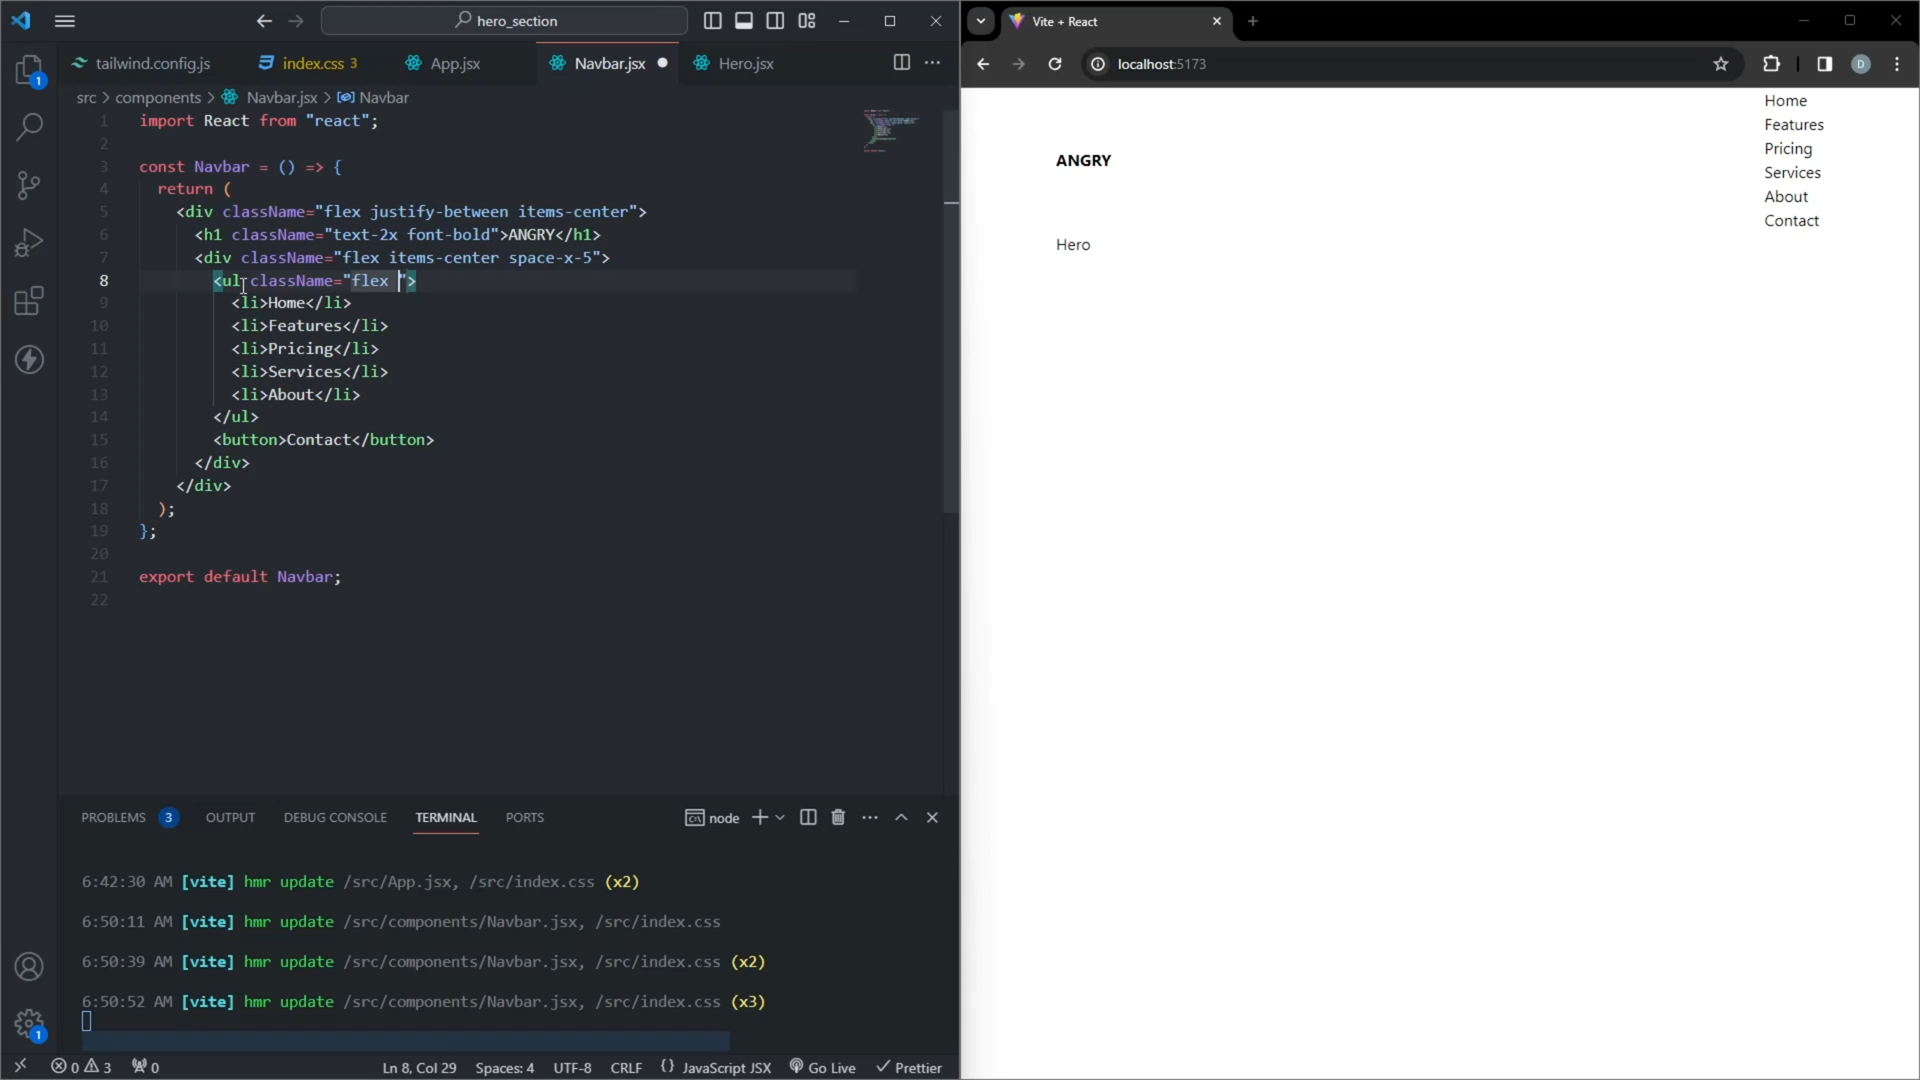 hero_section
tailwind.config.js
index.css 3
App.jsx
Navbar.jsx
Hero.jsx
src > components > Navbar.jsx > Navbar
1 import React from "react";
2
3 const Navbar = () => {
4 return (
5 <div className="flex justify-between items-center">
6 <h1 className="text-2x font-bold">ANGRY</h1>
7 <div className="flex items-center space-x-5">
8 <ul className="flex ">
9 <li>Home</li>
10 <li>Features</li>
11 <li>Pricing</li>
12 <li>Services</li>
13 <li>About</li>
14 </ul>
15 <button>Contact</button>
16 </div>
17 </div>
18 );
19 };
20
21 export default Navbar;
22
1
1
PROBLEMS 3 OUTPUT DEBUG CONSOLE TERMINAL PORTS
node
6:42:30 AM [vite] hmr update /src/App.jsx, /src/index.css (x2)
6:50:11 AM [vite] hmr update /src/components/Navbar.jsx, /src/index.css
6:50:39 AM [vite] hmr update /src/components/Navbar.jsx, /src/index.css (x2)
6:50:52 AM [vite] hmr update /src/components/Navbar.jsx, /src/index.css (x3)
0 3 0 Ln 8, Col 29 Spaces: 4 UTF-8 CRLF {} JavaScript JSX Go Live Prettier
Vite + React
localhost:5173
D
Home
Features
Pricing
Services
About
Contact
ANGRY
Hero